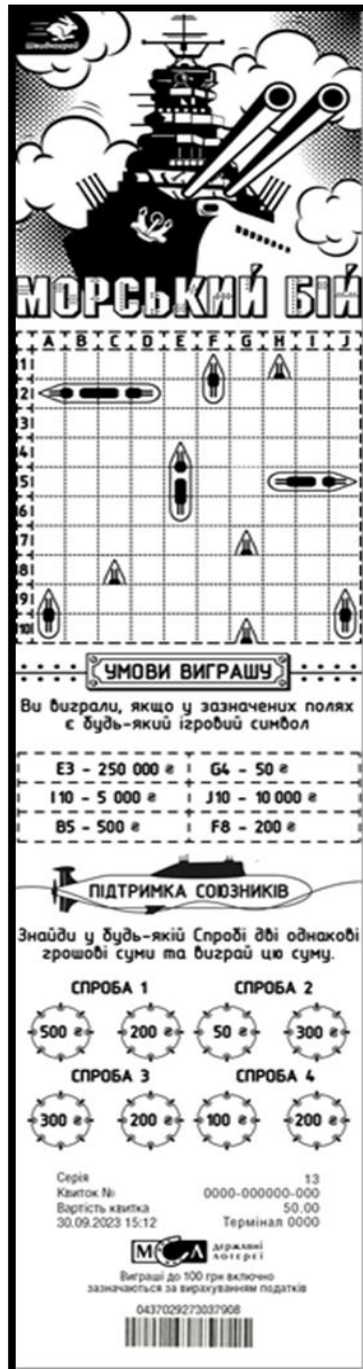 Швидкограй
МОРСЬКИЙ БІЙ
A B C D E F G H I J
1
2
3
4
5
6
7
8
9
10
УМОВИ ВИГРАШУ
Ви виграли, якщо у зазначених полях
є будь-який ігровий символ
E3 - 250 000 ₴ G4 - 50 ₴
I10 - 5 000 ₴ J10 - 10 000 ₴
B5 - 500 ₴ F8 - 200 ₴
ПІДТРИМКА СОЮЗНИКІВ
Знайди у будь-якій Спробі дві однакові
грошові суми та виграй цю суму.
СПРОБА 1 СПРОБА 2
500 ₴ 200 ₴ 50 ₴ 300 ₴
СПРОБА 3 СПРОБА 4
300 ₴ 200 ₴ 100 ₴ 200 ₴
Серія 13
Квиток № 0000-000000-000
Вартість квитка 50.00
30.09.2023 15:12 Термінал 0000
МСЛ державні
лотереї
Виграші до 100 грн включно
зазначаються за вирахуванням податків
0437029273037908